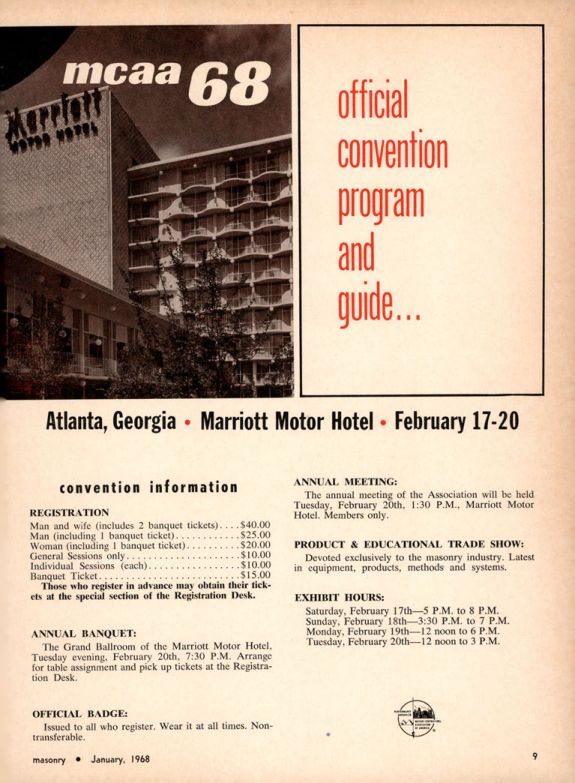 mcaa 68
Marriott
MOTOR HOTEL
official
convention
program
and
guide...
Atlanta, Georgia • Marriott Motor Hotel • February 17-20
convention information
REGISTRATION
Man and wife (includes 2 banquet tickets)....$40.00
Man (including 1 banquet ticket)...........$25.00
Woman (including 1 banquet ticket)..........$20.00
General Sessions only.....................$10.00
Individual Sessions (each)..................$10.00
Banquet Ticket..........................$15.00
Those who register in advance may obtain their tick-
ets at the special section of the Registration Desk.
ANNUAL BANQUET:
The Grand Ballroom of the Marriott Motor Hotel,
Tuesday evening, February 20th, 7:30 P.M. Arrange
for table assignment and pick up tickets at the Registra-
tion Desk.
OFFICIAL BADGE:
Issued to all who register. Wear it at all times. Non-
transferable.
ANNUAL MEETING:
The annual meeting of the Association will be held
Tuesday, February 20th, 1:30 P.M., Marriott Motor
Hotel. Members only.
PRODUCT & EDUCATIONAL TRADE SHOW:
Devoted exclusively to the masonry industry. Latest
in equipment, products, methods and systems.
EXHIBIT HOURS:
Saturday, February 17th—5 P.M. to 8 P.M.
Sunday, February 18th—3:30 P.M. to 7 P.M.
Monday, February 19th—12 noon to 6 P.M.
Tuesday, February 20th—12 noon to 3 P.M.
masonry • January, 1968
9